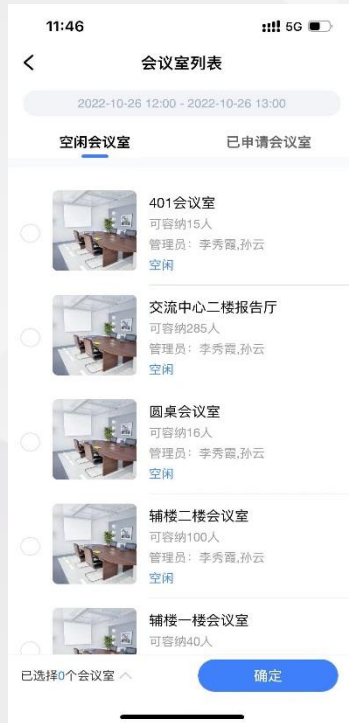 11:46
5G
会议室列表
2022-10-26 12:00 - 2022-10-26 13:00
空闲会议室 已申请会议室
401会议室
可容纳15人
管理员：李秀霞,孙云
空闲
交流中心二楼报告厅
可容纳285人
管理员：李秀霞,孙云
空闲
圆桌会议室
可容纳16人
管理员：李秀霞,孙云
空闲
辅楼二楼会议室
可容纳100人
管理员：李秀霞,孙云
空闲
辅楼一楼会议室
可容纳40人
已选择0个会议室 确定